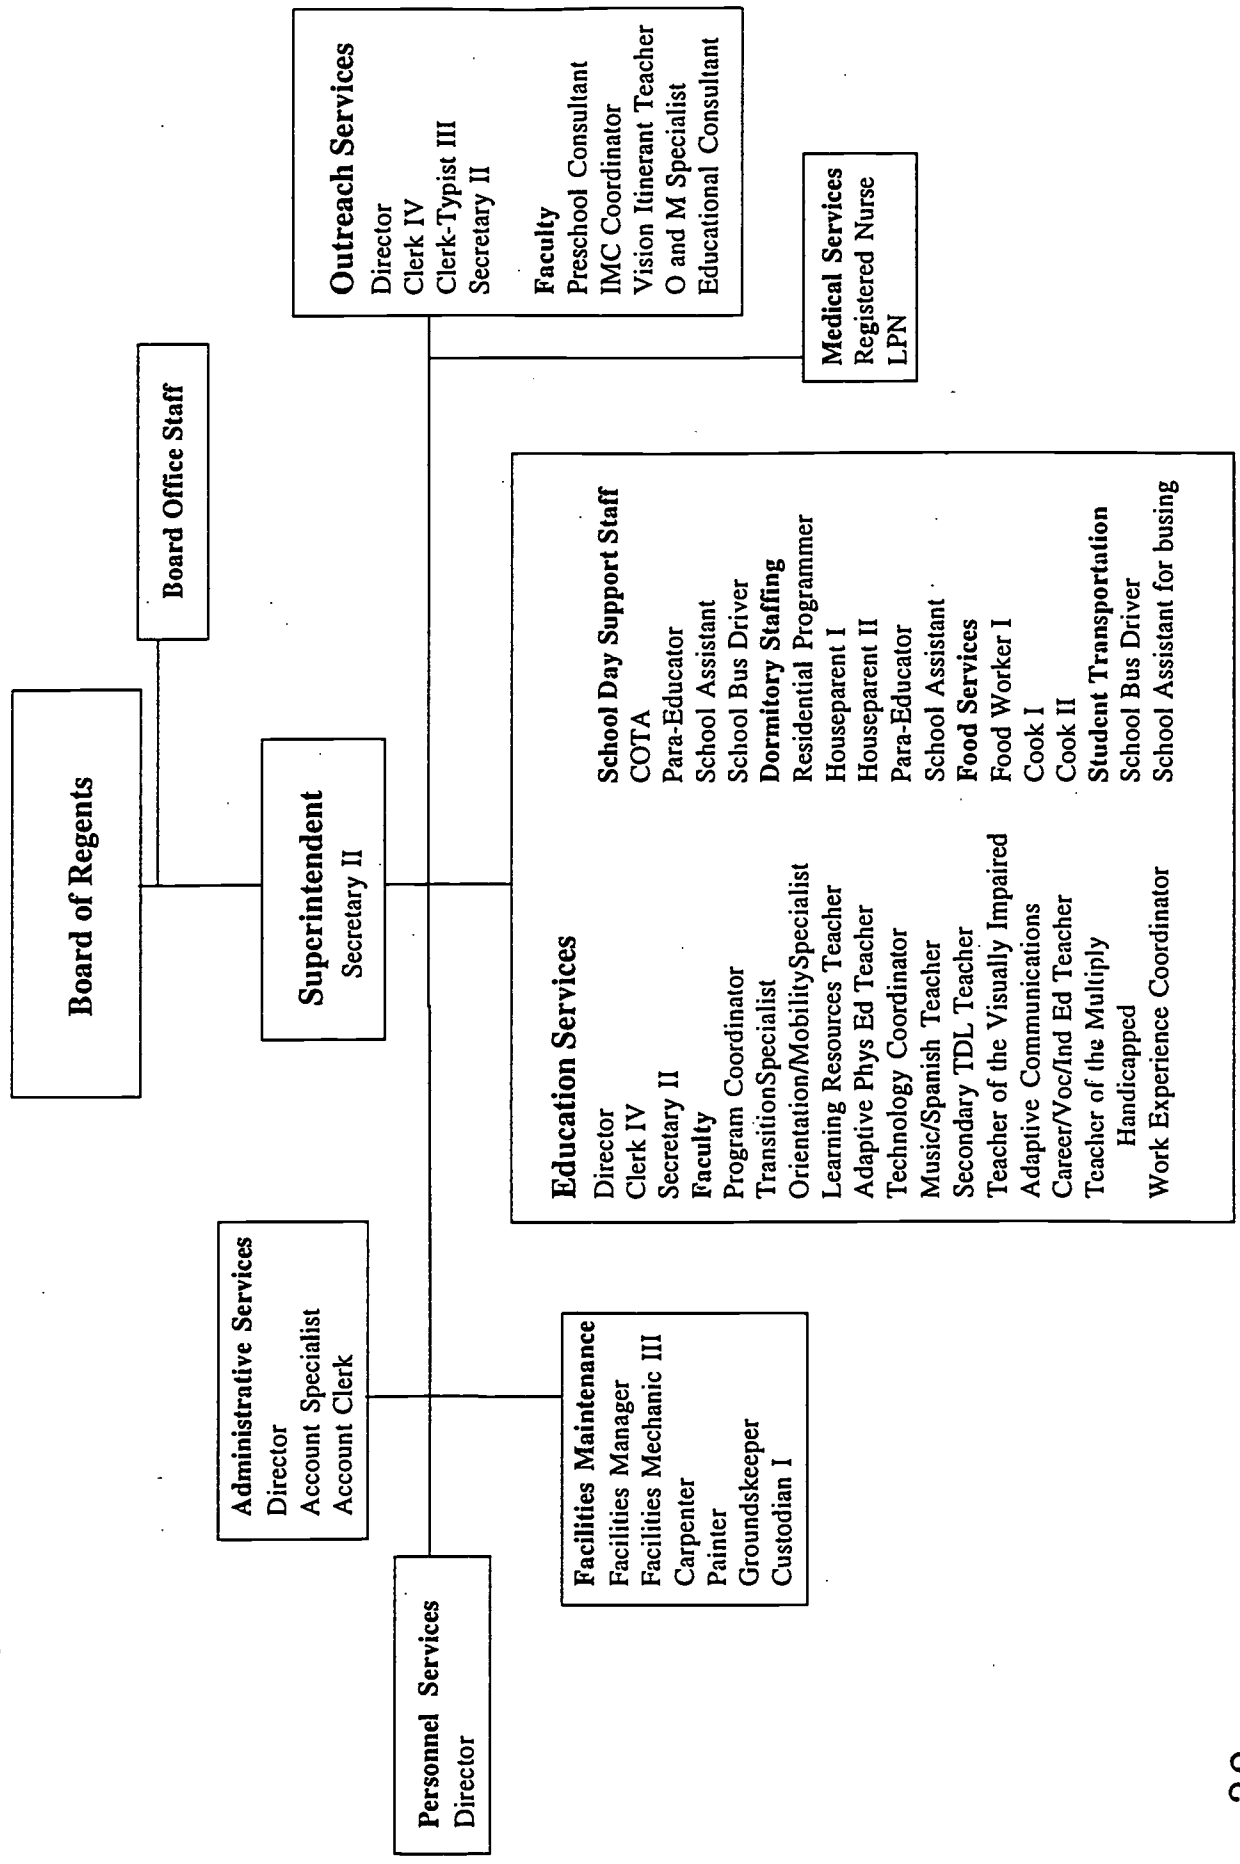 Board of Regents
Board Office Staff
Superintendent
Secretary II
Administrative Services
Director
Account Specialist
Account Clerk
Personnel Services
Director
Outreach Services
Director
Clerk IV
Clerk-Typist III
Secretary II
Faculty
Preschool Consultant
IMC Coordinator
Vision Itinerant Teacher
O and M Specialist
Educational Consultant
Facilities Maintenance
Facilities Manager
Facilities Mechanic III
Carpenter
Painter
Groundskeeper
Custodian I
Education Services
Director
Clerk IV
Secretary II
Faculty
Program Coordinator
TransitionSpecialist
Orientation/MobilitySpecialist
Learning Resources Teacher
Adaptive Phys Ed Teacher
Technology Coordinator
Music/Spanish Teacher
Secondary TDL Teacher
Teacher of the Visually Impaired
Adaptive Communications
Career/Voc/Ind Ed Teacher
Teacher of the Multiply
Handicapped
Work Experience Coordinator
School Day Support Staff
COTA
Para-Educator
School Assistant
School Bus Driver
Dormitory Staffing
Residential Programmer
Houseparent I
Houseparent II
Para-Educator
School Assistant
Food Services
Food Worker I
Cook I
Cook II
Student Transportation
School Bus Driver
School Assistant for busing
Medical Services
Registered Nurse
LPN